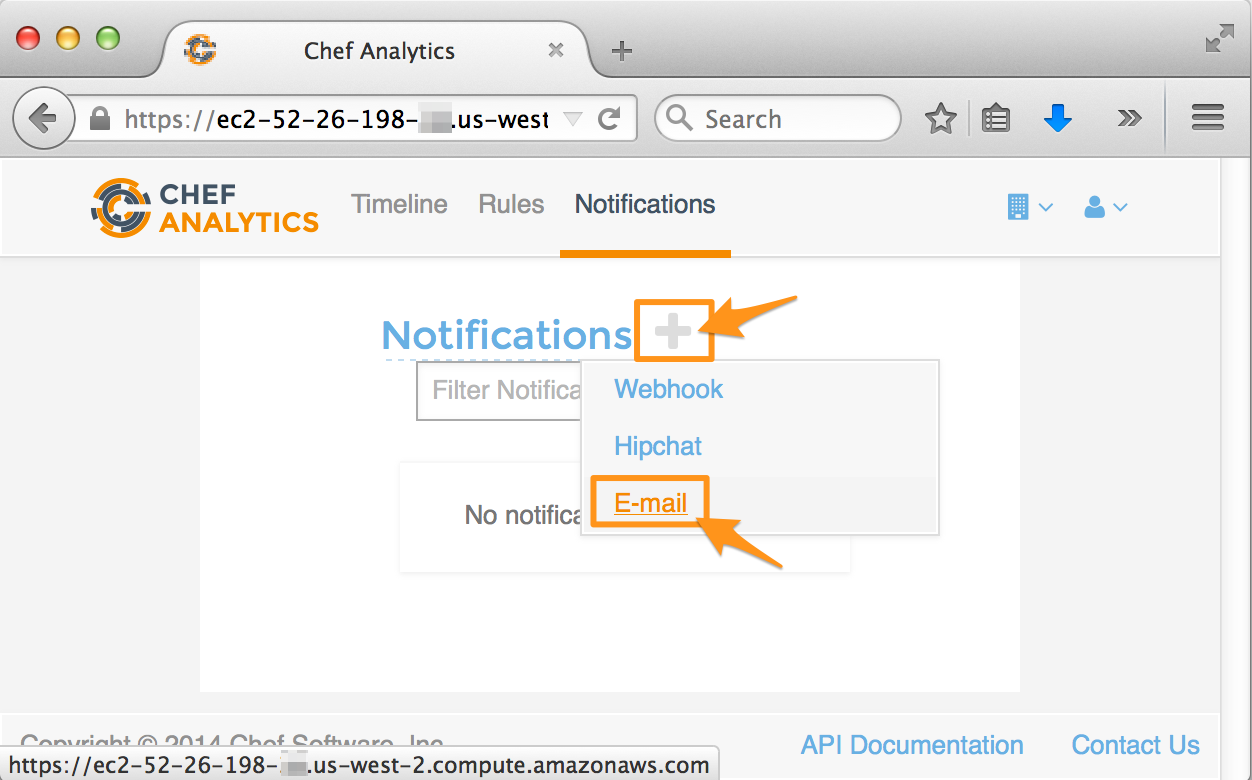 Chef Analytics
https://ec2-52-26-198- .us-west
Search
CHEF
ANALYTICS
Timeline Rules Notifications
Notifications
Filter Notifica
Webhook
Hipchat
E-mail
No notifica
Copyright © 2014 Chef Software, Inc.
API Documentation Contact Us
https://ec2-52-26-198- .us-west-2.compute.amazonaws.com